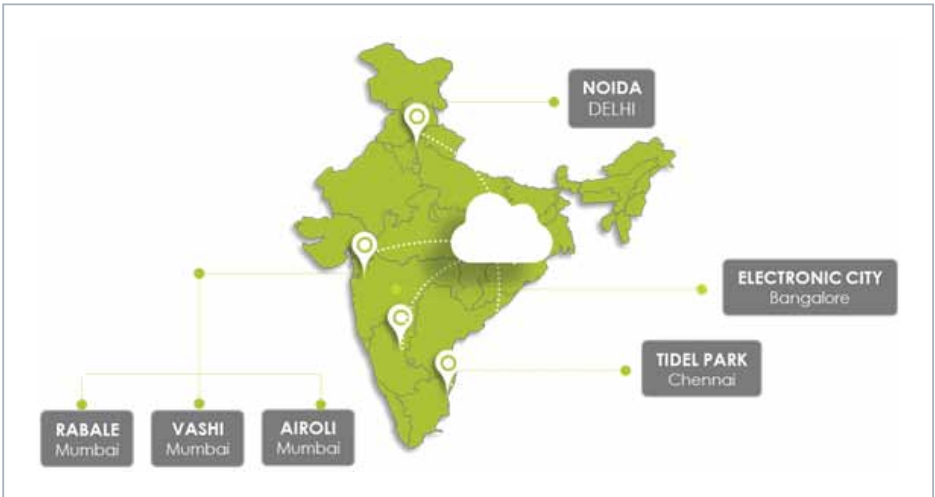 NOIDA
DELHI
ELECTRONIC CITY
Bangalore
TIDEL PARK
Chennai
RABALE
Mumbai
VASHI
Mumbai
AIROLI
Mumbai